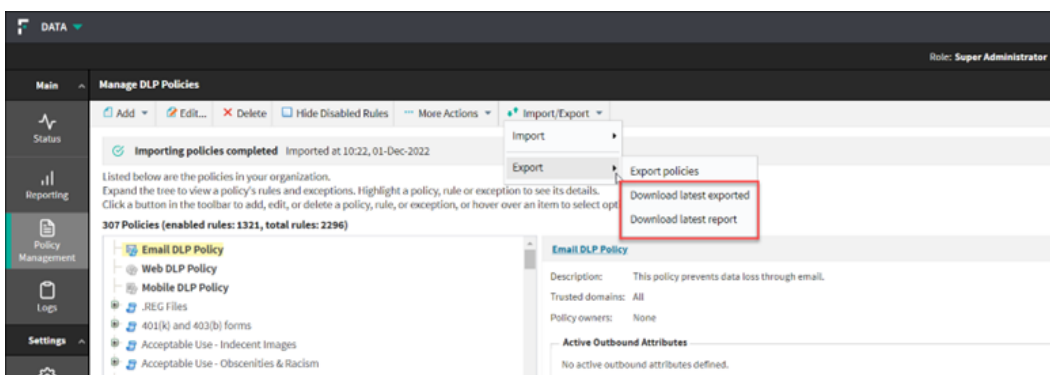 DATA
Role: Super Administrator
Main
Manage DLP Policies
Add
Edit...
Delete
Hide Disabled Rules
More Actions
Import/Export
Status
Importing policies completed Imported at 10:22, 01-Dec-2022
Import
Export
Export policies
Download latest exported
Download latest report
Listed below are the policies in your organization.
Expand the tree to view a policy's rules and exceptions. Highlight a policy, rule or exception to see its details.
Click a button in the toolbar to add, edit, or delete a policy, rule, or exception, or hover over an item to select opt
Reporting
307 Policies (enabled rules: 1321, total rules: 2296)
Policy
Management
Email DLP Policy
Web DLP Policy
Mobile DLP Policy
.REG Files
401(k) and 403(b) forms
Acceptable Use - Indecent Images
Acceptable Use - Obscenities & Racism
Logs
Settings
Email DLP Policy
Description: This policy prevents data loss through email.
Trusted domains: All
Policy owners: None
Active Outbound Attributes
No active outbound attributes defined.